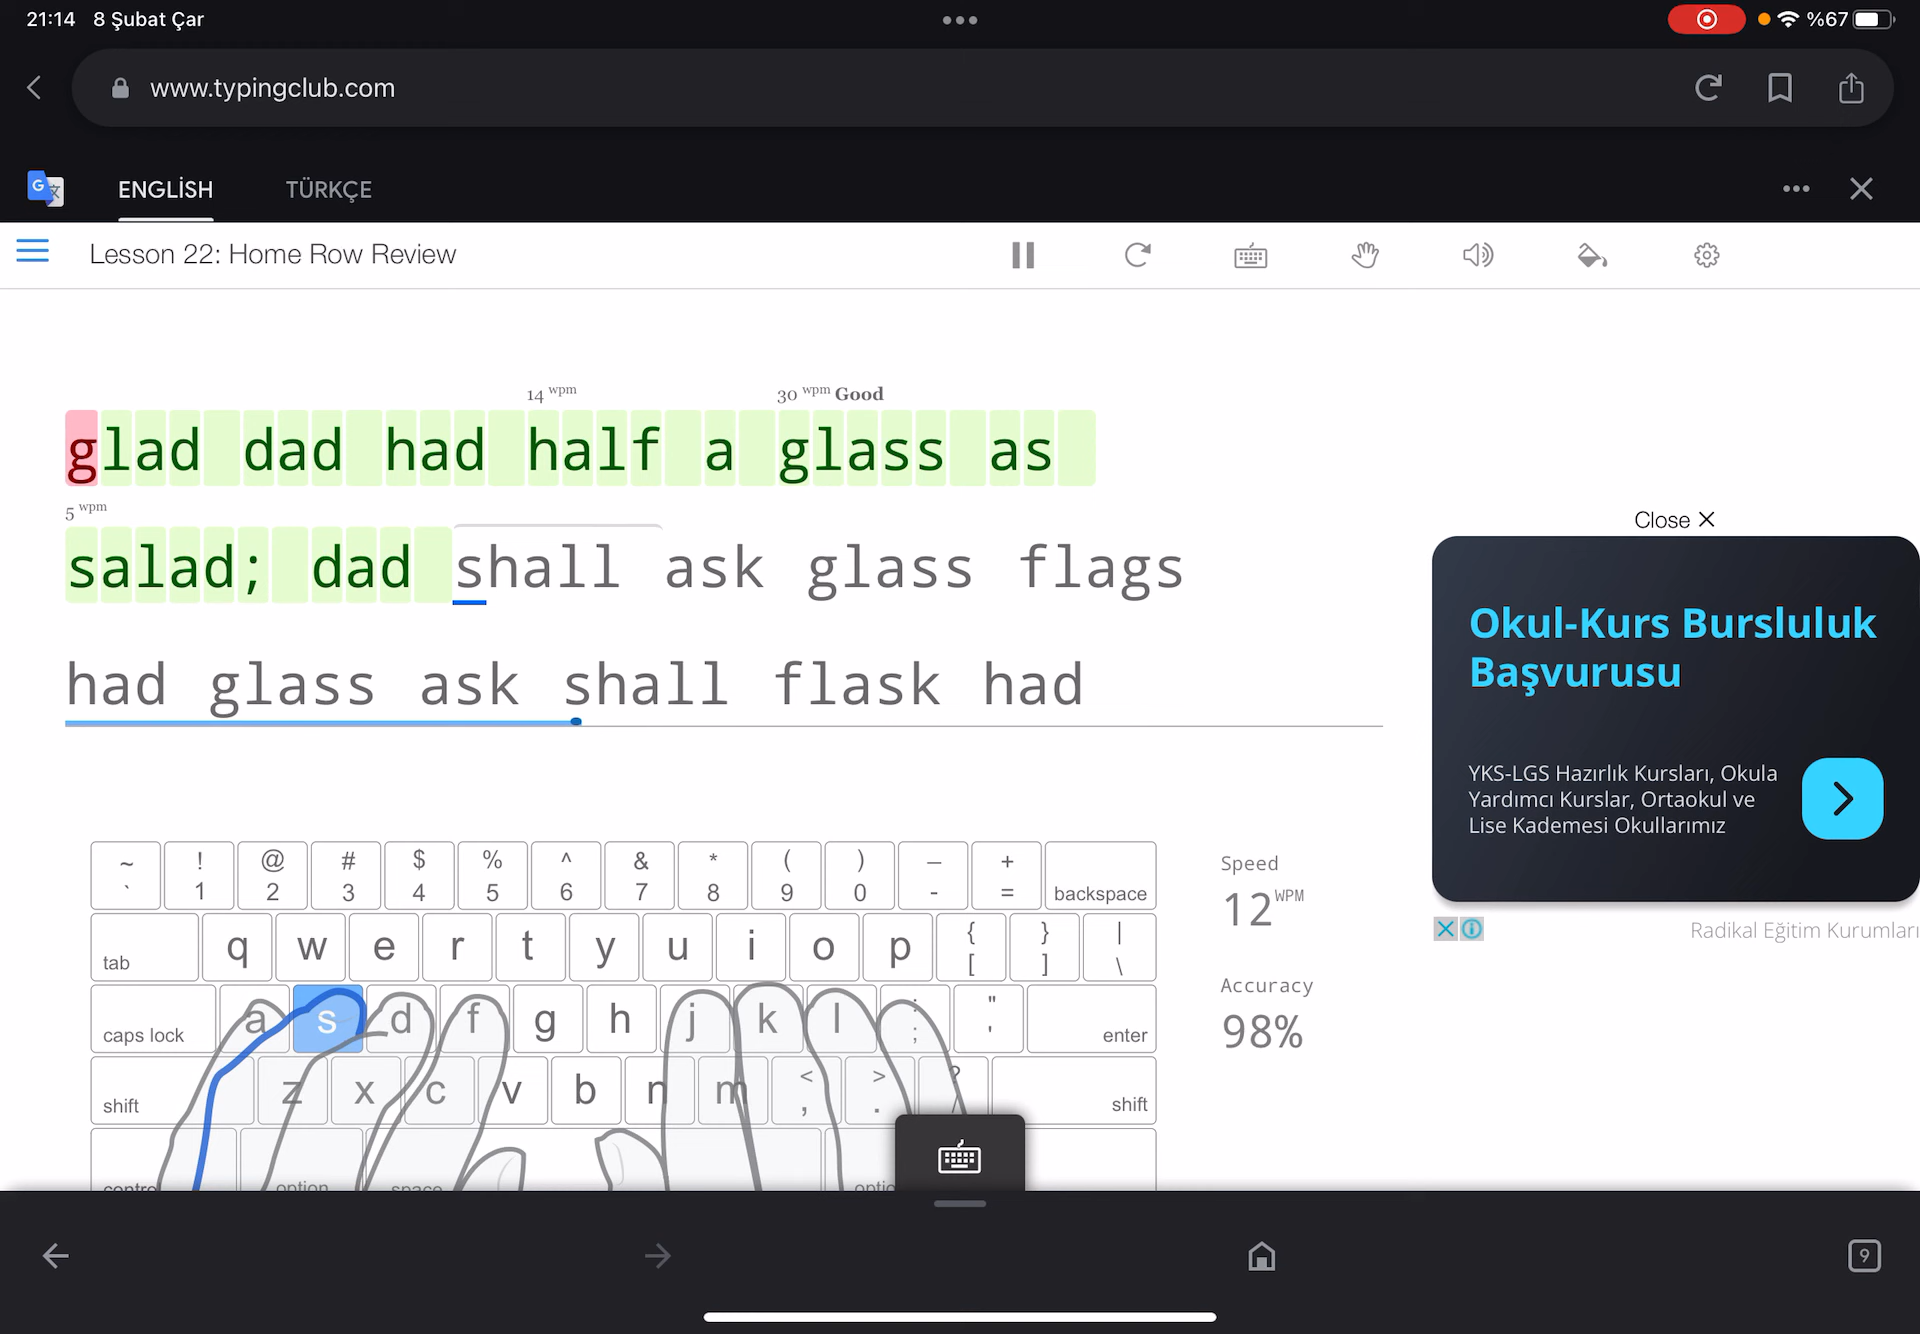 21:14 8 Şubat Çar
%67
www.typingclub.com
ENGLİSH TÜRKÇE
Lesson 22: Home Row Review
14 wpm 30 wpm Good
glad dad had half a glass as
5 wpm
salad; dad shall ask glass flags
had glass ask shall flask had
Close
Okul-Kurs Bursluluk
Başvurusu
YKS-LGS Hazırlık Kursları, Okula
Yardımcı Kurslar, Ortaokul ve
Lise Kademesi Okullarımız
Radikal Eğitim Kurumları
Speed
12 WPM
Accuracy
98%
~ ! @ # $ % ^ & * ( ) _ +
` 1 2 3 4 5 6 7 8 9 0 - = backspace
tab q w e r t y u i o p { [ } ] | \
caps lock a s d f g h j k l : ; " ' enter
shift z x c v b n m < , > . ? / shift
option space
9